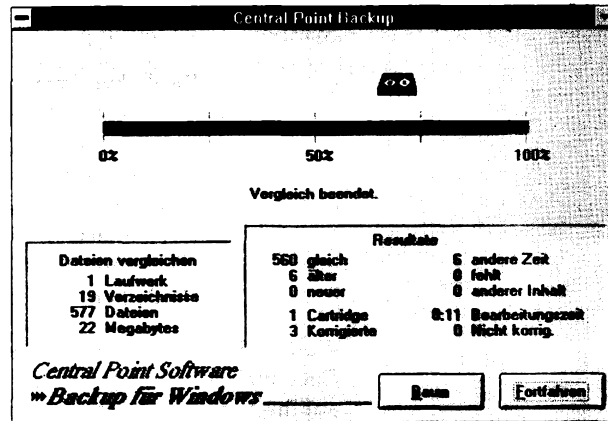 Central Point Backup
0% 50% 100%
Vergleich beendet.
Dateien vergleichen
1 Laufwerk
19 Verzeichnisse
577 Dateien
22 Megabytes
Resultate
560 gleich 6 andere Zeit
6 älter 0 fehlt
0 neuer 0 anderer Inhalt
1 Cartridge 8:11 Bearbeitungszeit
3 Korrigierte 0 Nicht korrig.
Central Point Software
Backup für Windows
Fortfahren